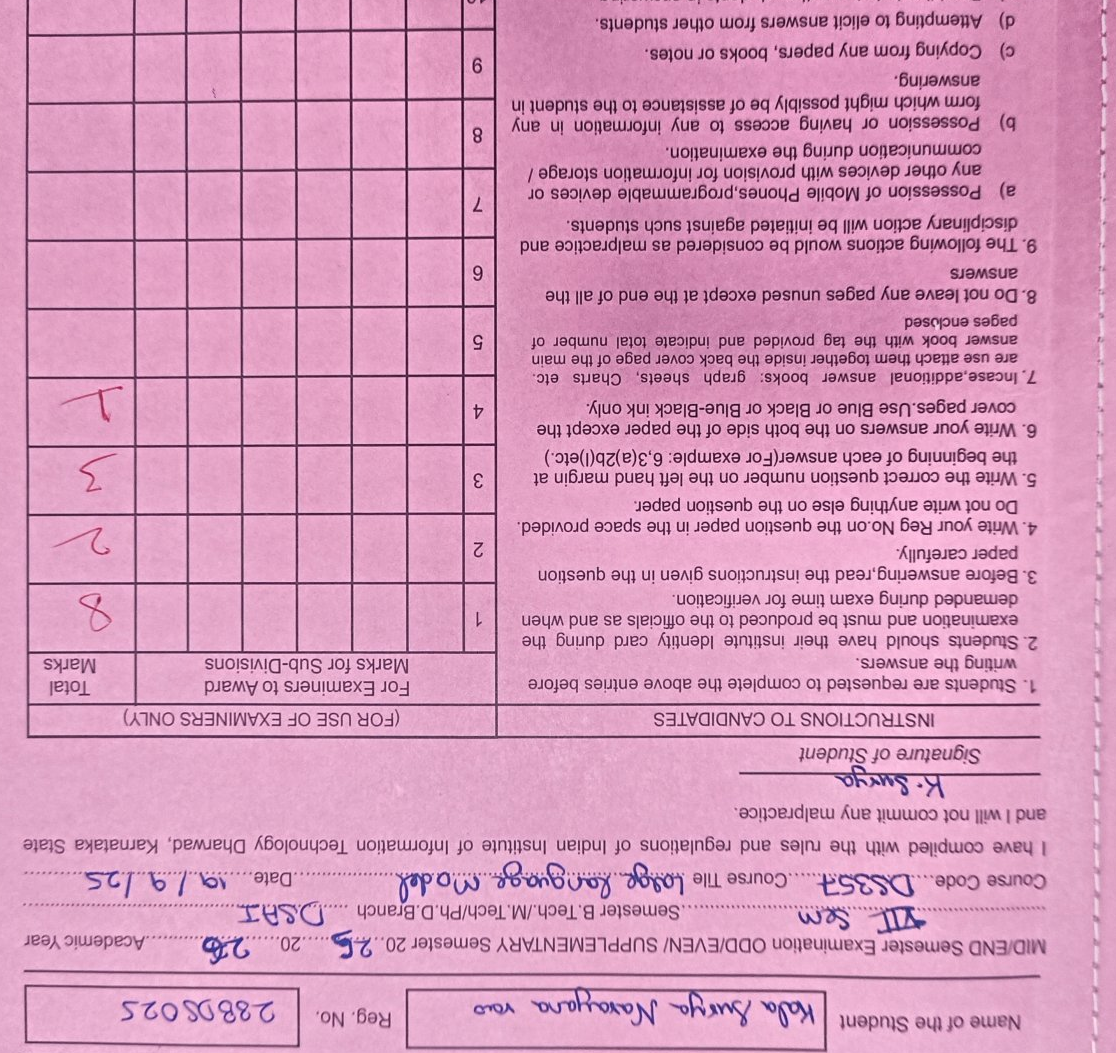 Name of the Student Kala Surya Narayana rao Reg. No. 23BDS025
MID/END Semester Examination ODD/EVEN/ SUPPLEMENTARY Semester 20..25....20..26....Academic Year
VII Sem Semester B.Tech./M.Tech/Ph.D.Branch DSAI
Course Code DS357 Course Tile Large Language Model Date 19/9/25
I have compiled with the rules and regulations of Indian Institute of Information Technology Dharwad, Karnataka State
and I will not commit any malpractice.
K. Surya
Signature of Student
INSTRUCTIONS TO CANDIDATES
1. Students are requested to complete the above entries before
writing the answers.
2. Students should have their institute Identity card during the
examination and must be produced to the officials as and when
demanded during exam time for verification.
3. Before answering,read the instructions given in the question
paper carefully.
4. Write your Reg No.on the question paper in the space provided.
Do not write anything else on the question paper.
5. Write the correct question number on the left hand margin at
the beginning of each answer(For example: 6,3(a)2b(I)etc.)
6. Write your answers on the both side of the paper except the
cover pages.Use Blue or Black or Blue-Black ink only.
7. Incase,additional answer books: graph sheets, Charts etc.
are use attach them together inside the back cover page of the main
answer book with the tag provided and indicate total number of
pages enclosed
8. Do not leave any pages unused except at the end of all the
answers
9. The following actions would be considered as malpractice and
disciplinary action will be initiated against such students.
a) Possession of Mobile Phones,programmable devices or
any other devices with provision for information storage /
communication during the examination.
b) Possession or having access to any information in any
form which might possibly be of assistance to the student in
answering.
c) Copying from any papers, books or notes.
d) Attempting to elicit answers from other students.
(FOR USE OF EXAMINERS ONLY)
For Examiners to Award
Marks for Sub-Divisions
Total
Marks
1 8
2 2
3 3
4 1
5
6
7
8
9